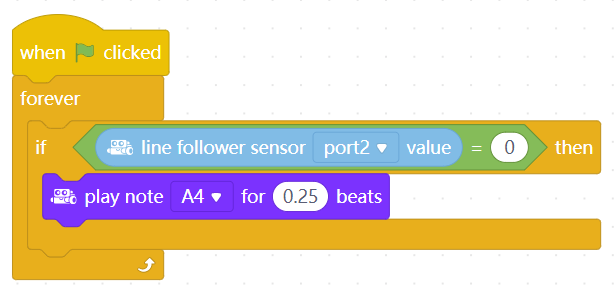 when clicked
forever
if line follower sensor port2 value = 0 then
play note A4 for 0.25 beats